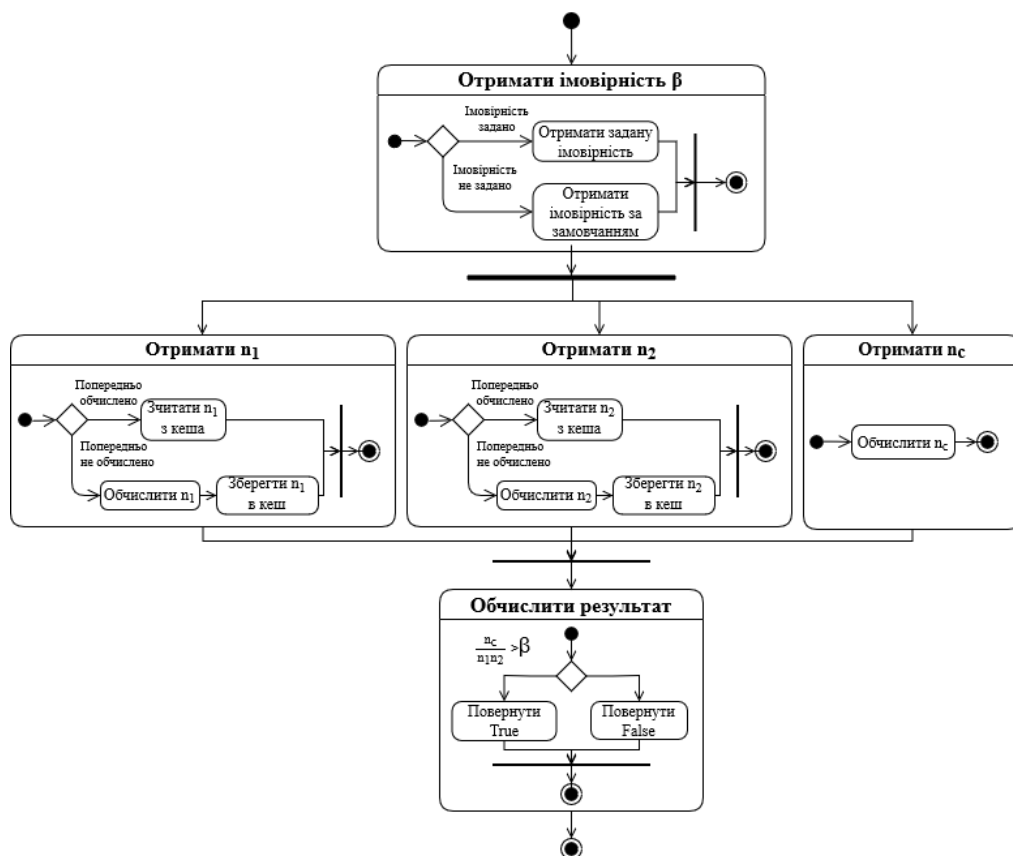 Отримати імовірність β
Імовірність
задано
Отримати задану
імовірність
Імовірність
не задано
Отримати
імовірність за
замовчанням
Отримати n1
Попередньо
обчислено
Зчитати n1
з кеша
Попередньо
не обчислено
Обчислити n1
Зберегти n1
в кеш
Отримати n2
Попередньо
обчислено
Зчитати n2
з кеша
Попередньо
не обчислено
Обчислити n2
Зберегти n2
в кеш
Отримати nc
Обчислити nc
Обчислити результат
nc
n1n2 >β
Повернути
True
Повернути
False